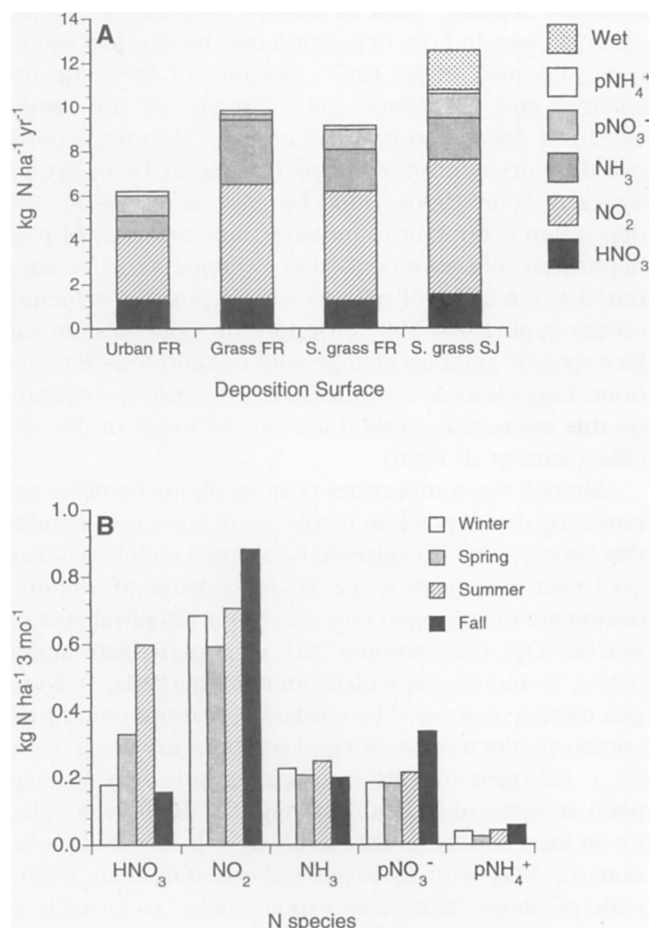 A
kg N ha⁻¹ yr⁻¹
14
12
10
8
6
4
2
0
Urban FR
Grass FR
S. grass FR
S. grass SJ
Deposition Surface
Wet
pNH₄⁺
pNO₃⁻
NH₃
NO₂
HNO₃
B
kg N ha⁻¹ 3 mo⁻¹
1.0
0.8
0.6
0.4
0.2
0.0
Winter
Spring
Summer
Fall
HNO₃
NO₂
NH₃
pNO₃⁻
pNH₄⁺
N species